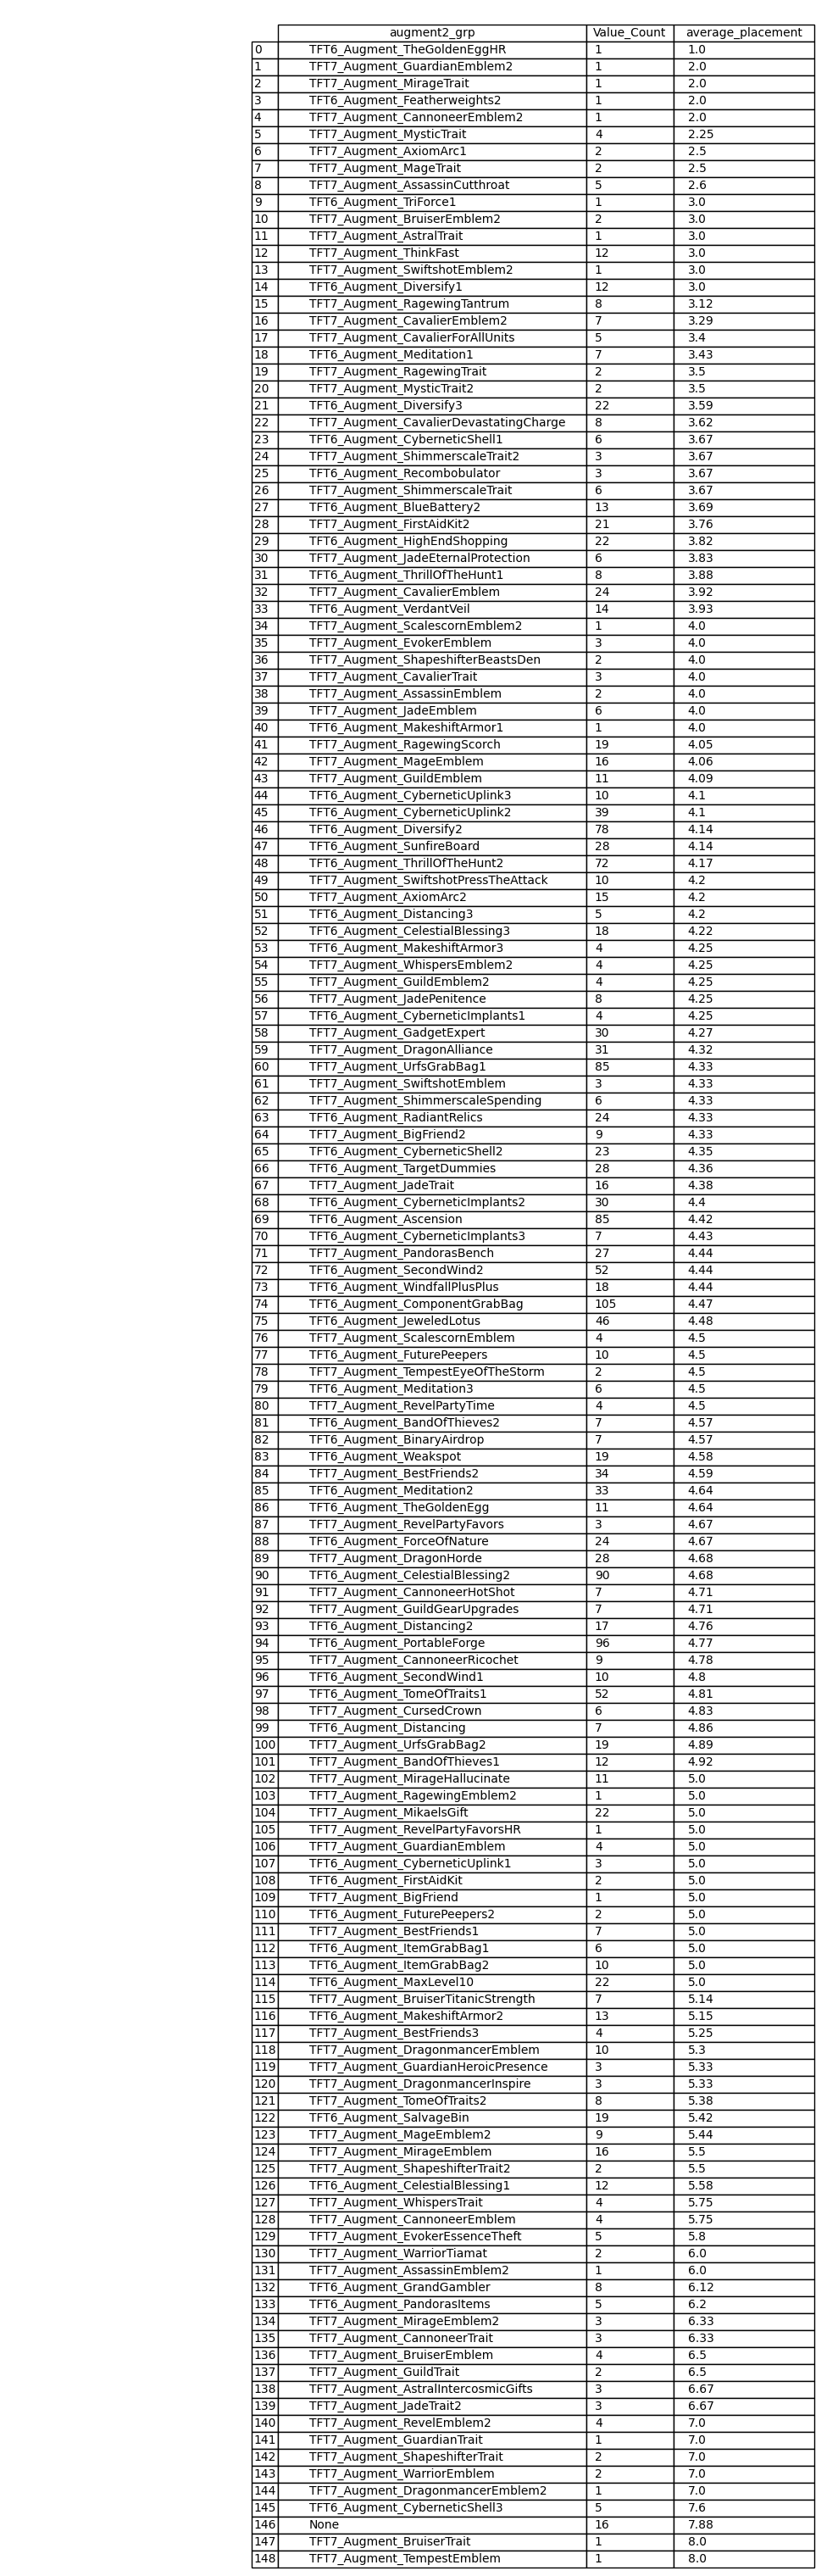 augment2_grp Value_Count average_placement
0 TFT6_Augment_TheGoldenEggHR 1 1.0
1 TFT7_Augment_GuardianEmblem2 1 2.0
2 TFT7_Augment_MirageTrait 1 2.0
3 TFT6_Augment_Featherweights2 1 2.0
4 TFT7_Augment_CannoneerEmblem2 1 2.0
5 TFT7_Augment_MysticTrait 4 2.25
6 TFT7_Augment_AxiomArc1 2 2.5
7 TFT7_Augment_MageTrait 2 2.5
8 TFT7_Augment_AssassinCutthroat 5 2.6
9 TFT6_Augment_TriForce1 1 3.0
10 TFT7_Augment_BruiserEmblem2 2 3.0
11 TFT7_Augment_AstralTrait 1 3.0
12 TFT7_Augment_ThinkFast 12 3.0
13 TFT7_Augment_SwiftshotEmblem2 1 3.0
14 TFT6_Augment_Diversify1 12 3.0
15 TFT7_Augment_RagewingTantrum 8 3.12
16 TFT7_Augment_CavalierEmblem2 7 3.29
17 TFT7_Augment_CavalierForAllUnits 5 3.4
18 TFT6_Augment_Meditation1 7 3.43
19 TFT7_Augment_RagewingTrait 2 3.5
20 TFT7_Augment_MysticTrait2 2 3.5
21 TFT6_Augment_Diversify3 22 3.59
22 TFT7_Augment_CavalierDevastatingCharge 8 3.62
23 TFT6_Augment_CyberneticShell1 6 3.67
24 TFT7_Augment_ShimmerscaleTrait2 3 3.67
25 TFT6_Augment_Recombobulator 3 3.67
26 TFT7_Augment_ShimmerscaleTrait 6 3.67
27 TFT6_Augment_BlueBattery2 13 3.69
28 TFT7_Augment_FirstAidKit2 21 3.76
29 TFT6_Augment_HighEndShopping 22 3.82
30 TFT7_Augment_JadeEternalProtection 6 3.83
31 TFT6_Augment_ThrillOfTheHunt1 8 3.88
32 TFT7_Augment_CavalierEmblem 24 3.92
33 TFT6_Augment_VerdantVeil 14 3.93
34 TFT7_Augment_ScalescornEmblem2 1 4.0
35 TFT7_Augment_EvokerEmblem 3 4.0
36 TFT7_Augment_ShapeshifterBeastsDen 2 4.0
37 TFT7_Augment_CavalierTrait 3 4.0
38 TFT7_Augment_AssassinEmblem 2 4.0
39 TFT7_Augment_JadeEmblem 6 4.0
40 TFT6_Augment_MakeshiftArmor1 1 4.0
41 TFT7_Augment_RagewingScorch 19 4.05
42 TFT7_Augment_MageEmblem 16 4.06
43 TFT7_Augment_GuildEmblem 11 4.09
44 TFT6_Augment_CyberneticUplink3 10 4.1
45 TFT6_Augment_CyberneticUplink2 39 4.1
46 TFT6_Augment_Diversify2 78 4.14
47 TFT6_Augment_SunfireBoard 28 4.14
48 TFT6_Augment_ThrillOfTheHunt2 72 4.17
49 TFT7_Augment_SwiftshotPressTheAttack 10 4.2
50 TFT7_Augment_AxiomArc2 15 4.2
51 TFT6_Augment_Distancing3 5 4.2
52 TFT6_Augment_CelestialBlessing3 18 4.22
53 TFT6_Augment_MakeshiftArmor3 4 4.25
54 TFT7_Augment_WhispersEmblem2 4 4.25
55 TFT7_Augment_GuildEmblem2 4 4.25
56 TFT7_Augment_JadePenitence 8 4.25
57 TFT6_Augment_CyberneticImplants1 4 4.25
58 TFT7_Augment_GadgetExpert 30 4.27
59 TFT7_Augment_DragonAlliance 31 4.32
60 TFT7_Augment_UrfsGrabBag1 85 4.33
61 TFT7_Augment_SwiftshotEmblem 3 4.33
62 TFT7_Augment_ShimmerscaleSpending 6 4.33
63 TFT6_Augment_RadiantRelics 24 4.33
64 TFT7_Augment_BigFriend2 9 4.33
65 TFT6_Augment_CyberneticShell2 23 4.35
66 TFT6_Augment_TargetDummies 28 4.36
67 TFT7_Augment_JadeTrait 16 4.38
68 TFT6_Augment_CyberneticImplants2 30 4.4
69 TFT6_Augment_Ascension 85 4.42
70 TFT6_Augment_CyberneticImplants3 7 4.43
71 TFT7_Augment_PandorasBench 27 4.44
72 TFT6_Augment_SecondWind2 52 4.44
73 TFT6_Augment_WindfallPlusPlus 18 4.44
74 TFT6_Augment_ComponentGrabBag 105 4.47
75 TFT6_Augment_JeweledLotus 46 4.48
76 TFT7_Augment_ScalescornEmblem 4 4.5
77 TFT6_Augment_FuturePeepers 10 4.5
78 TFT7_Augment_TempestEyeOfTheStorm 2 4.5
79 TFT6_Augment_Meditation3 6 4.5
80 TFT7_Augment_RevelPartyTime 4 4.5
81 TFT6_Augment_BandOfThieves2 7 4.57
82 TFT6_Augment_BinaryAirdrop 7 4.57
83 TFT6_Augment_Weakspot 19 4.58
84 TFT7_Augment_BestFriends2 34 4.59
85 TFT6_Augment_Meditation2 33 4.64
86 TFT6_Augment_TheGoldenEgg 11 4.64
87 TFT7_Augment_RevelPartyFavors 3 4.67
88 TFT6_Augment_ForceOfNature 24 4.67
89 TFT7_Augment_DragonHorde 28 4.68
90 TFT6_Augment_CelestialBlessing2 90 4.68
91 TFT7_Augment_CannoneerHotShot 7 4.71
92 TFT7_Augment_GuildGearUpgrades 7 4.71
93 TFT6_Augment_Distancing2 17 4.76
94 TFT6_Augment_PortableForge 96 4.77
95 TFT7_Augment_CannoneerRicochet 9 4.78
96 TFT6_Augment_SecondWind1 10 4.8
97 TFT6_Augment_TomeOfTraits1 52 4.81
98 TFT7_Augment_CursedCrown 6 4.83
99 TFT6_Augment_Distancing 7 4.86
100 TFT7_Augment_UrfsGrabBag2 19 4.89
101 TFT7_Augment_BandOfThieves1 12 4.92
102 TFT7_Augment_MirageHallucinate 11 5.0
103 TFT7_Augment_RagewingEmblem2 1 5.0
104 TFT7_Augment_MikaelsGift 22 5.0
105 TFT7_Augment_RevelPartyFavorsHR 1 5.0
106 TFT7_Augment_GuardianEmblem 4 5.0
107 TFT6_Augment_CyberneticUplink1 3 5.0
108 TFT6_Augment_FirstAidKit 2 5.0
109 TFT7_Augment_BigFriend 1 5.0
110 TFT6_Augment_FuturePeepers2 2 5.0
111 TFT7_Augment_BestFriends1 7 5.0
112 TFT6_Augment_ItemGrabBag1 6 5.0
113 TFT6_Augment_ItemGrabBag2 10 5.0
114 TFT6_Augment_MaxLevel10 22 5.0
115 TFT7_Augment_BruiserTitanicStrength 7 5.14
116 TFT6_Augment_MakeshiftArmor2 13 5.15
117 TFT7_Augment_BestFriends3 4 5.25
118 TFT7_Augment_DragonmancerEmblem 10 5.3
119 TFT7_Augment_GuardianHeroicPresence 3 5.33
120 TFT7_Augment_DragonmancerInspire 3 5.33
121 TFT7_Augment_TomeOfTraits2 8 5.38
122 TFT6_Augment_SalvageBin 19 5.42
123 TFT7_Augment_MageEmblem2 9 5.44
124 TFT7_Augment_MirageEmblem 16 5.5
125 TFT7_Augment_ShapeshifterTrait2 2 5.5
126 TFT6_Augment_CelestialBlessing1 12 5.58
127 TFT7_Augment_WhispersTrait 4 5.75
128 TFT7_Augment_CannoneerEmblem 4 5.75
129 TFT7_Augment_EvokerEssenceTheft 5 5.8
130 TFT7_Augment_WarriorTiamat 2 6.0
131 TFT7_Augment_AssassinEmblem2 1 6.0
132 TFT6_Augment_GrandGambler 8 6.12
133 TFT6_Augment_PandorasItems 5 6.2
134 TFT7_Augment_MirageEmblem2 3 6.33
135 TFT7_Augment_CannoneerTrait 3 6.33
136 TFT7_Augment_BruiserEmblem 4 6.5
137 TFT7_Augment_GuildTrait 2 6.5
138 TFT7_Augment_AstralIntercosmicGifts 3 6.67
139 TFT7_Augment_JadeTrait2 3 6.67
140 TFT7_Augment_RevelEmblem2 4 7.0
141 TFT7_Augment_GuardianTrait 1 7.0
142 TFT7_Augment_ShapeshifterTrait 2 7.0
143 TFT7_Augment_WarriorEmblem 2 7.0
144 TFT7_Augment_DragonmancerEmblem2 1 7.0
145 TFT6_Augment_CyberneticShell3 5 7.6
146 None 16 7.88
147 TFT7_Augment_BruiserTrait 1 8.0
148 TFT7_Augment_TempestEmblem 1 8.0